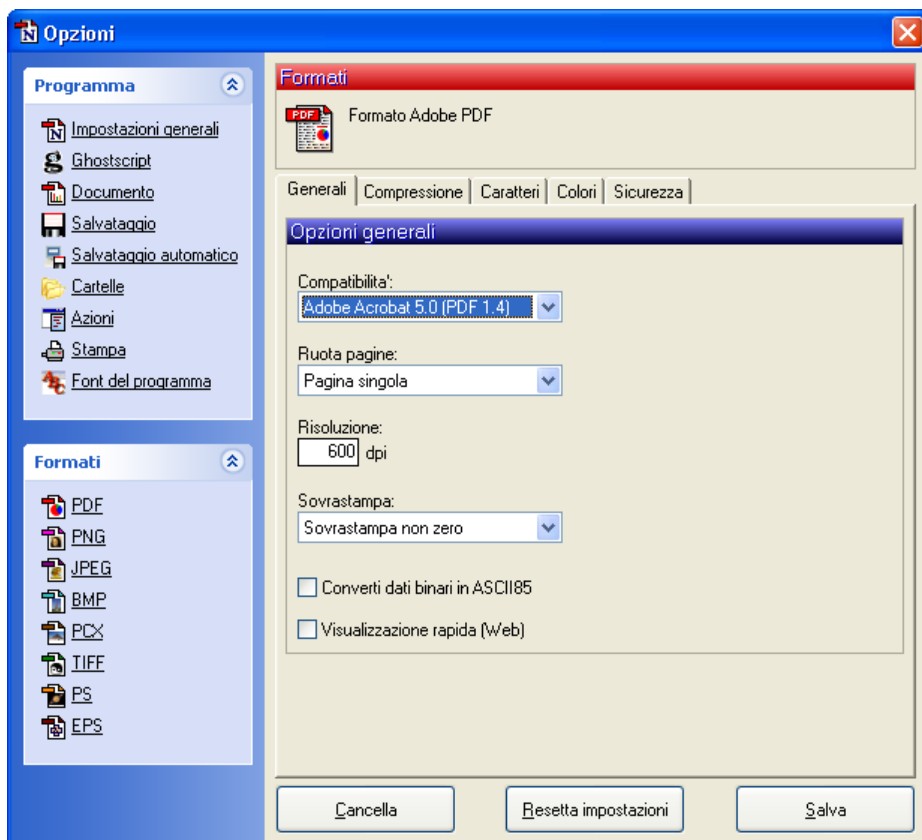 Opzioni
Programma
Impostazioni generali
Ghostscript
Documento
Salvataggio
Salvataggio automatico
Cartelle
Azioni
Stampa
Font del programma
Formati
PDF
PNG
JPEG
BMP
PCX
TIFF
PS
EPS
Formati
PDF
Formato Adobe PDF
Generali
Compressione
Caratteri
Colori
Sicurezza
Opzioni generali
Compatibilita':
Adobe Acrobat 5.0 (PDF 1.4)
Ruota pagine:
Pagina singola
Risoluzione:
600 dpi
Sovrastampa:
Sovrastampa non zero
Converti dati binari in ASCII85
Visualizzazione rapida (Web)
Cancella
Resetta impostazioni
Salva